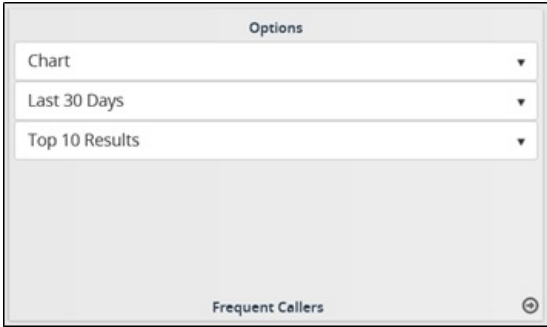 Options
Chart
Last 30 Days
Top 10 Results
Frequent Callers